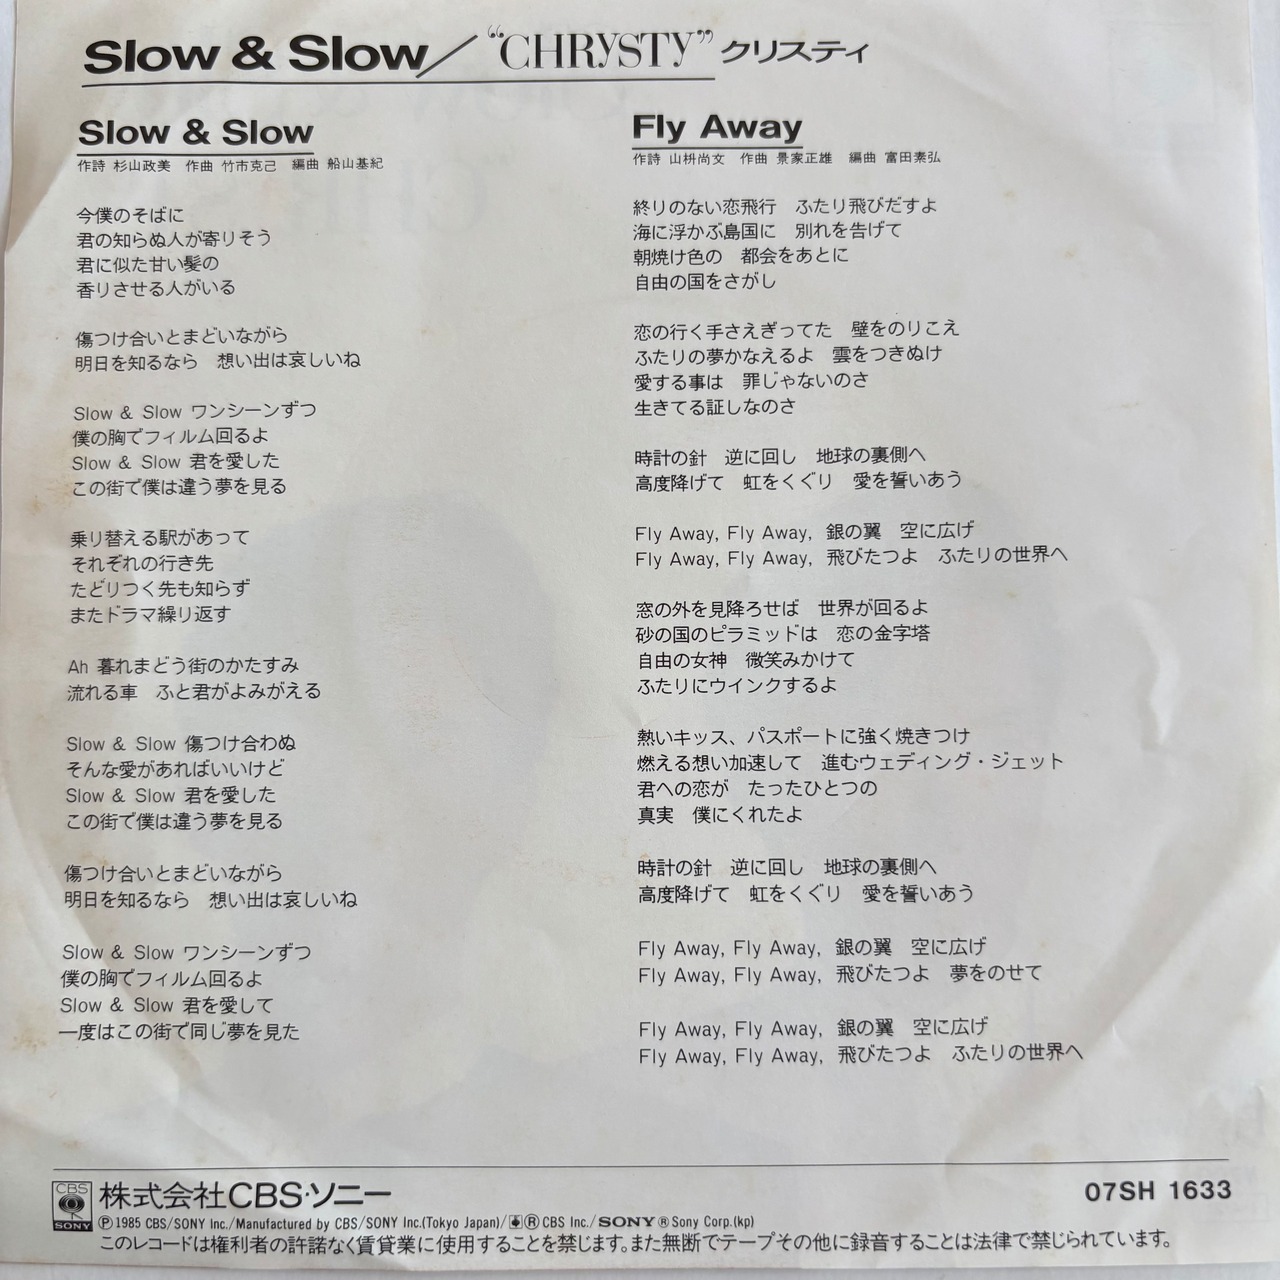 Slow & Slow／“CHRYSTY” クリスティ
Slow & Slow
作詩 杉山政美　作曲 竹市克己　編曲 船山基紀
今僕のそばに
君の知らぬ人が寄りそう
君に似た甘い髪の
香りさせる人がいる
傷つけ合いとまどいながら
明日を知るなら　想い出は哀しいね
Slow & Slow ワンシーンずつ
僕の胸でフィルム回るよ
Slow & Slow 君を愛した
この街で僕は違う夢を見る
乗り替える駅があって
それぞれの行き先
たどりつく先も知らず
またドラマ繰り返す
Ah 暮れまどう街のかたすみ
流れる車　ふと君がよみがえる
Slow & Slow 傷つけ合わぬ
そんな愛があればいいけど
Slow & Slow 君を愛した
この街で僕は違う夢を見る
傷つけ合いとまどいながら
明日を知るなら　想い出は哀しいね
Slow & Slow ワンシーンずつ
僕の胸でフィルム回るよ
Slow & Slow 君を愛して
一度はこの街で同じ夢を見た
Fly Away
作詩 山枡尚文　作曲 景家正雄　編曲 富田素弘
終りのない恋飛行　ふたり飛びだすよ
海に浮かぶ島国に　別れを告げて
朝焼け色の　都会をあとに
自由の国をさがし
恋の行く手さえぎってた　壁をのりこえ
ふたりの夢かなえるよ　雲をつきぬけ
愛する事は　罪じゃないのさ
生きてる証しなのさ
時計の針　逆に回し　地球の裏側へ
高度降げて　虹をくぐり　愛を誓いあう
Fly Away, Fly Away, 銀の翼　空に広げ
Fly Away, Fly Away, 飛びたつよ　ふたりの世界へ
窓の外を見降ろせば　世界が回るよ
砂の国のピラミッドは　恋の金字塔
自由の女神　微笑みかけて
ふたりにウインクするよ
熱いキッス、パスポートに強く焼きつけ
燃える想い加速して　進むウェディング・ジェット
君への恋が　たったひとつの
真実　僕にくれたよ
時計の針　逆に回し　地球の裏側へ
高度降げて　虹をくぐり　愛を誓いあう
Fly Away, Fly Away, 銀の翼　空に広げ
Fly Away, Fly Away, 飛びたつよ　夢をのせて
Fly Away, Fly Away, 銀の翼　空に広げ
Fly Away, Fly Away, 飛びたつよ　ふたりの世界へ
CBS SONY 株式会社CBS・ソニー
07SH 1633
Ⓟ1985 CBS/SONY Inc./Manufactured by CBS/SONY Inc.(Tokyo Japan)/ ® CBS Inc./SONY ® Sony Corp.(kp)
このレコードは権利者の許諾なく賃貸業に使用することを禁じます。また無断でテープその他に録音することは法律で禁じられています。